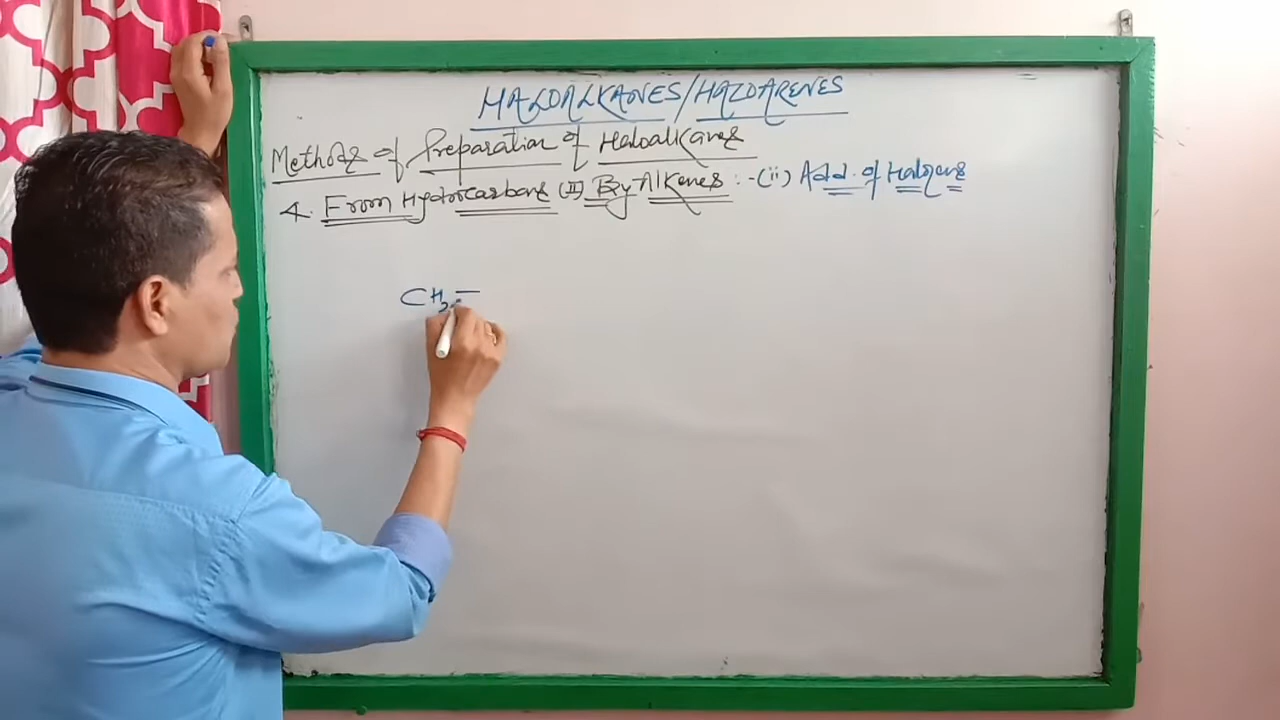 HALOALKANES/HALOARENES
Methods of Preparation of Haloalkanes
4. From Hydrocarbons (II) By Alkenes :- (ii) Add. of Halogens
CH2